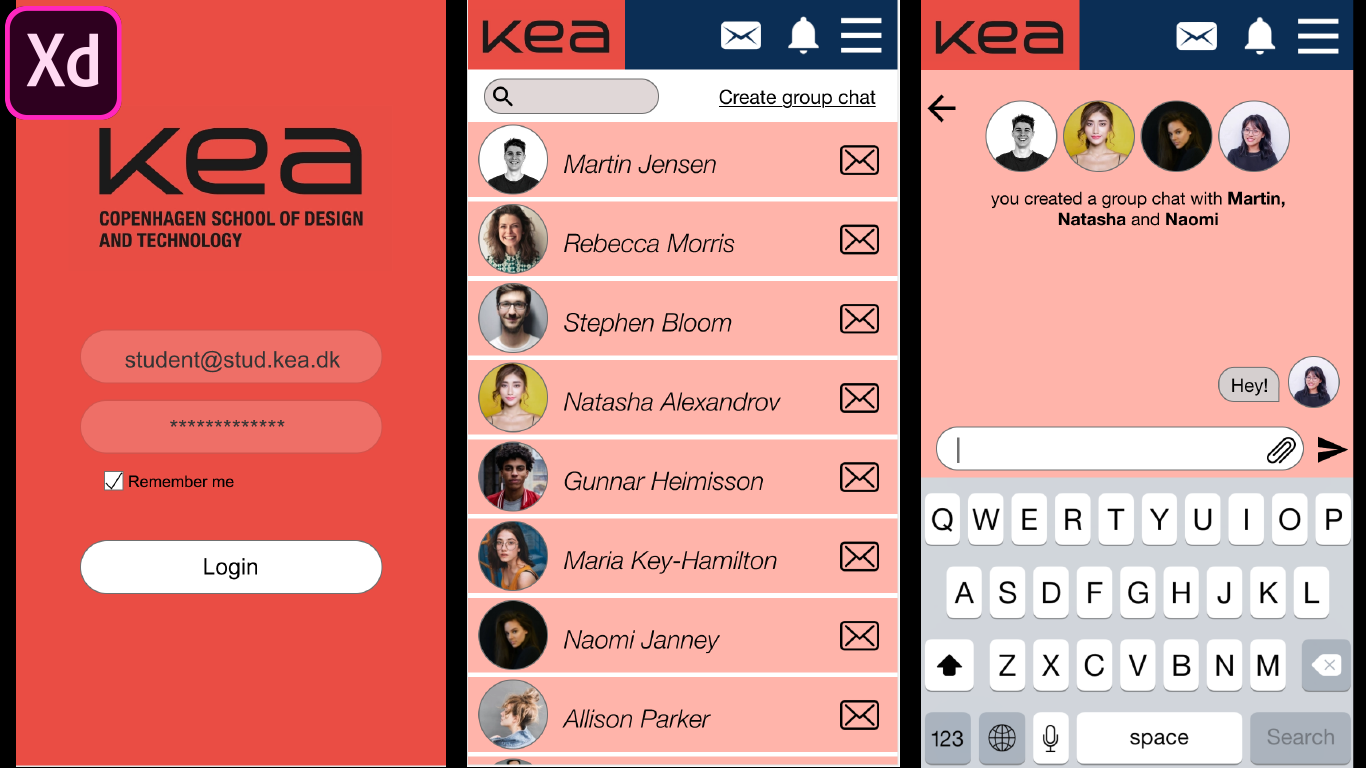 Xd
kea
COPENHAGEN SCHOOL OF DESIGN
AND TECHNOLOGY
student@stud.kea.dk
*************
Remember me
Login
kea
Create group chat
Martin Jensen
Rebecca Morris
Stephen Bloom
Natasha Alexandrov
Gunnar Heimisson
Maria Key-Hamilton
Naomi Janney
Allison Parker
kea
you created a group chat with Martin,
Natasha and Naomi
Hey!
Q W E R T Y U I O P
A S D F G H J K L
Z X C V B N M
123 space Search